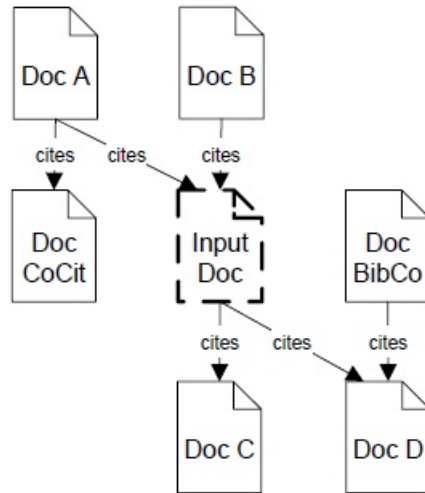 Doc A
Doc B
cites
cites
cites
Doc
CoCit
Input
Doc
Doc
BibCo
cites
cites
cites
Doc C
Doc D